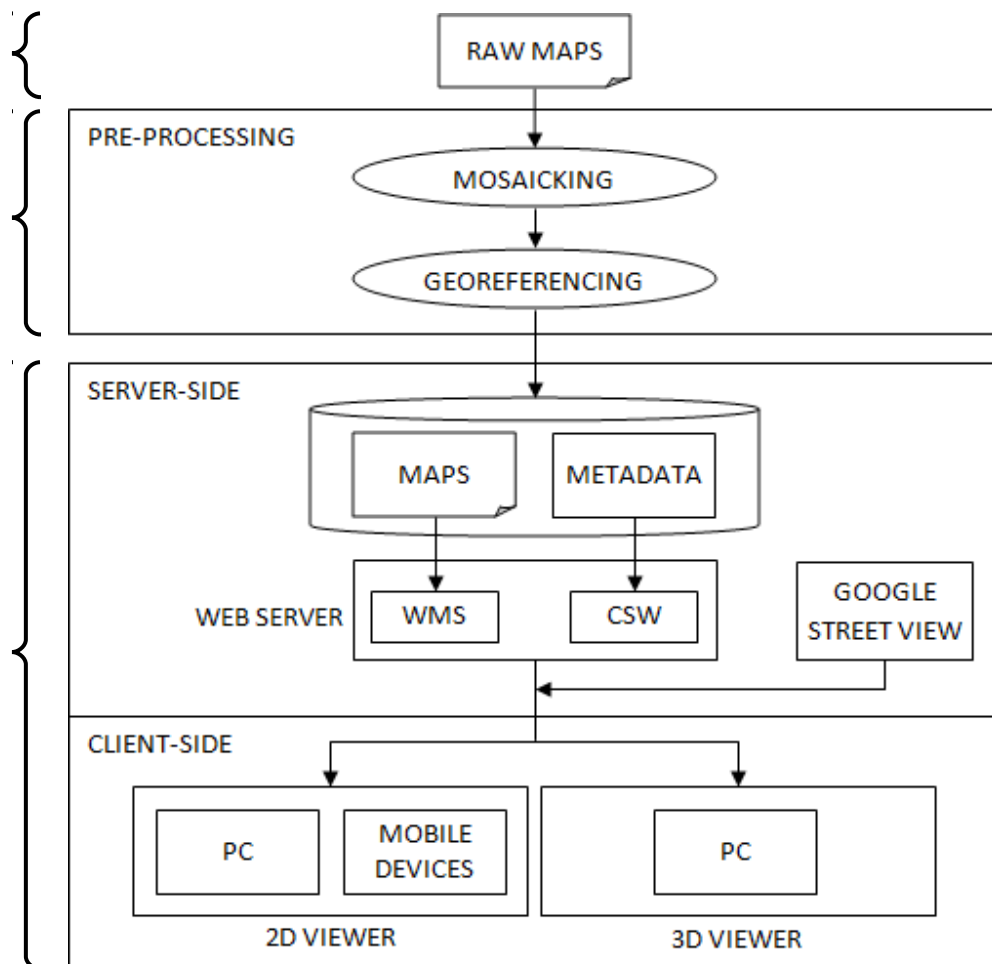 RAW MAPS
PRE-PROCESSING
MOSAICKING
GEOREFERENCING
SERVER-SIDE
MAPS
METADATA
WEB SERVER
WMS
CSW
GOOGLE
STREET VIEW
CLIENT-SIDE
PC
MOBILE
DEVICES
PC
2D VIEWER
3D VIEWER